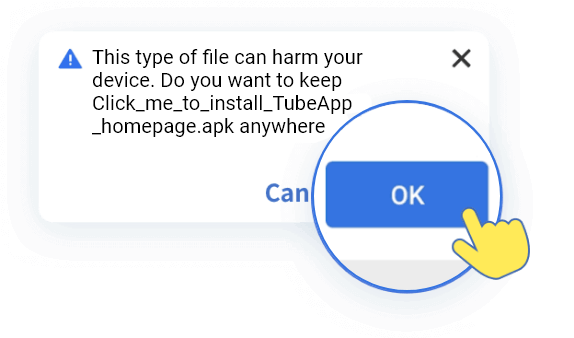 This type of file can harm your
device. Do you want to keep
Click_me_to_install_TubeApp
_homepage.apk anywhere
Can
OK